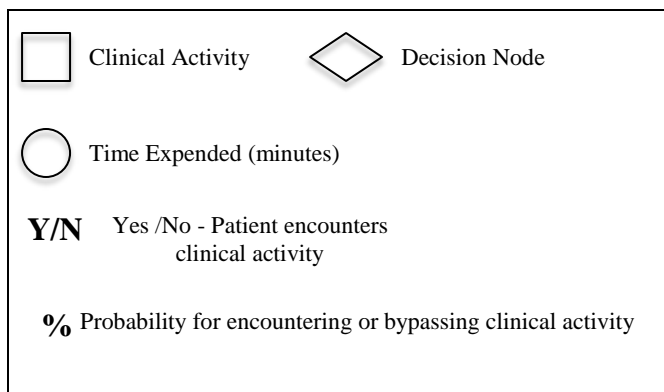 Clinical Activity
Decision Node
Time Expended (minutes)
Y/N Yes /No - Patient encounters
clinical activity
% Probability for encountering or bypassing clinical activity